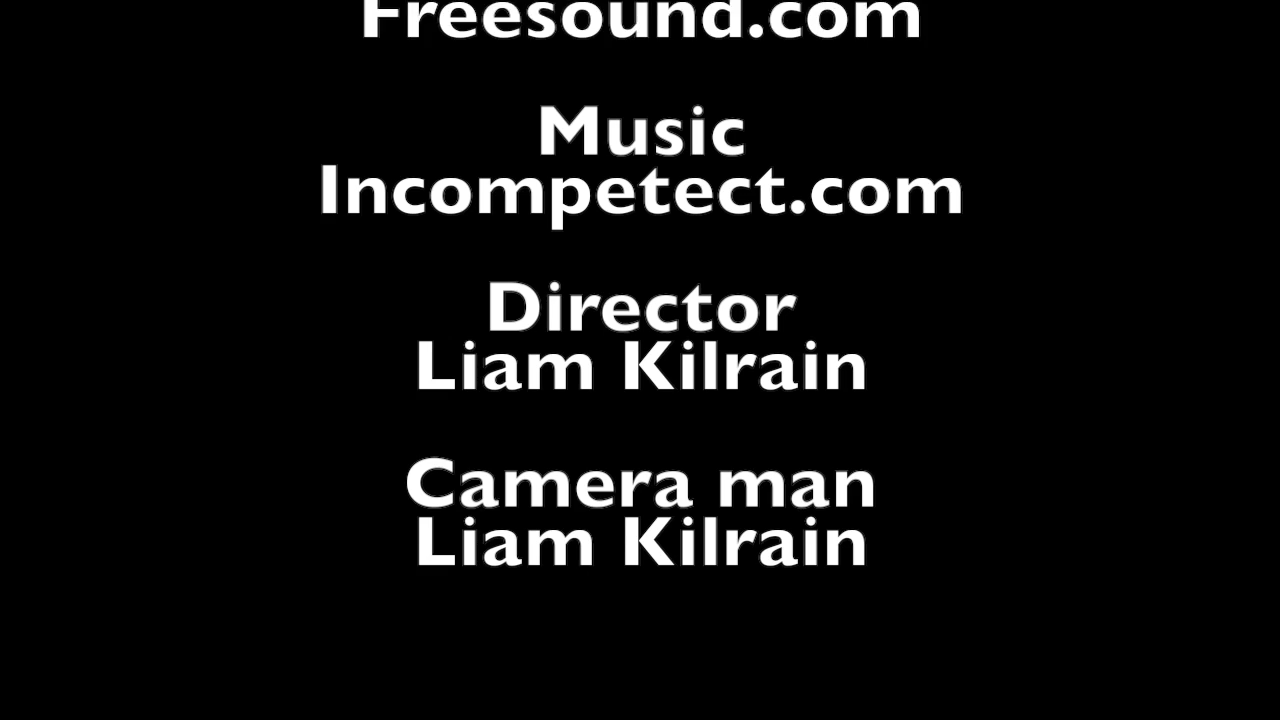 Freesound.com
Music
Incompetect.com
Director
Liam Kilrain
Camera man
Liam Kilrain